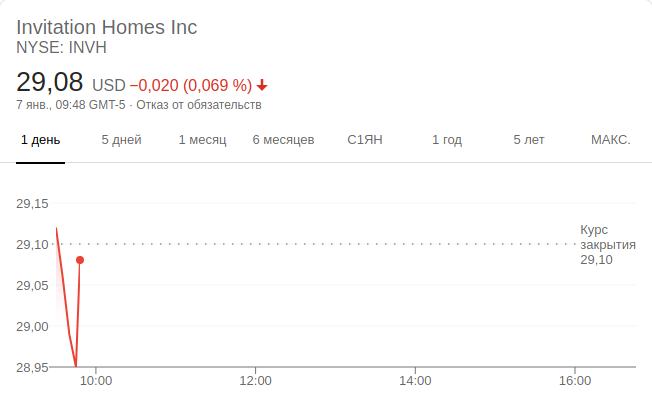 Invitation Homes Inc
NYSE: INVH
29,08 USD −0,020 (0,069 %)
7 янв., 09:48 GMT-5 · Отказ от обязательств
1 день 5 дней 1 месяц 6 месяцев С1ЯН 1 год 5 лет МАКС.
29,15
Курс
29,10 закрытия
29,10
29,05
29,00
28,95
10:00 12:00 14:00 16:00